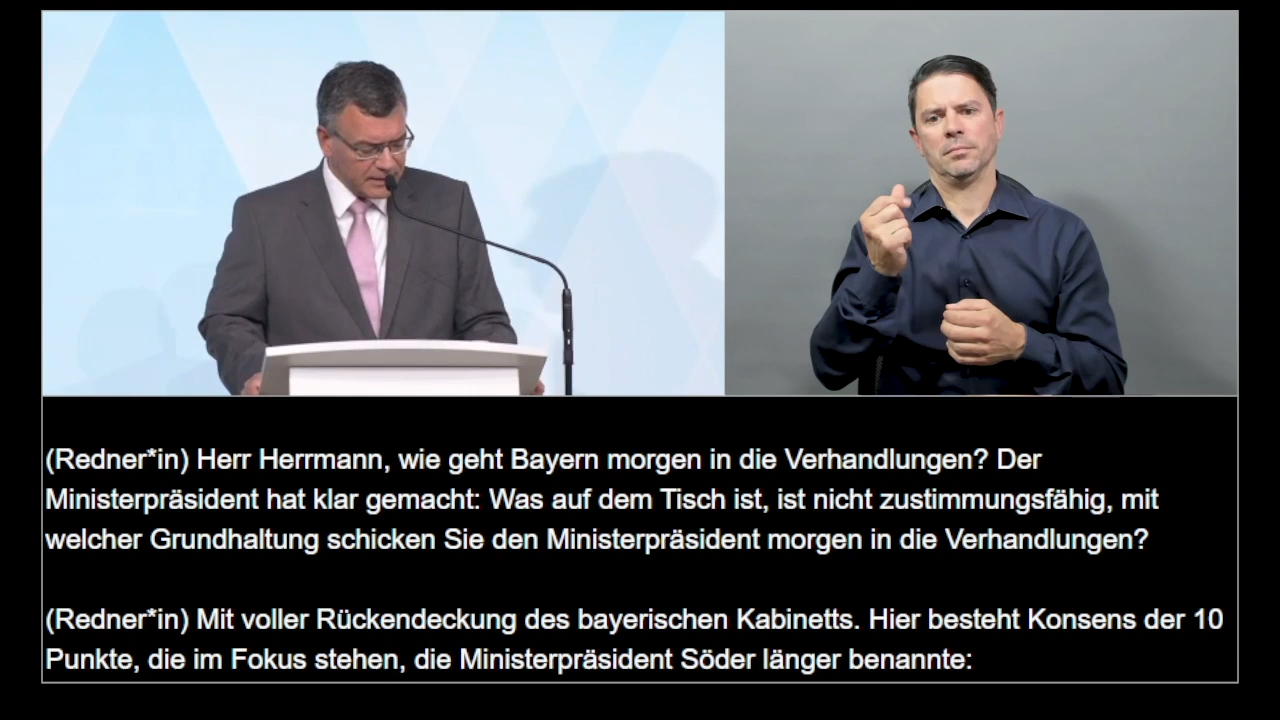 (Redner*in) Herr Herrmann, wie geht Bayern morgen in die Verhandlungen? Der
Ministerpräsident hat klar gemacht: Was auf dem Tisch ist, ist nicht zustimmungsfähig, mit
welcher Grundhaltung schicken Sie den Ministerpräsident morgen in die Verhandlungen?
(Redner*in) Mit voller Rückendeckung des bayerischen Kabinetts. Hier besteht Konsens der 10
Punkte, die im Fokus stehen, die Ministerpräsident Söder länger benannte: